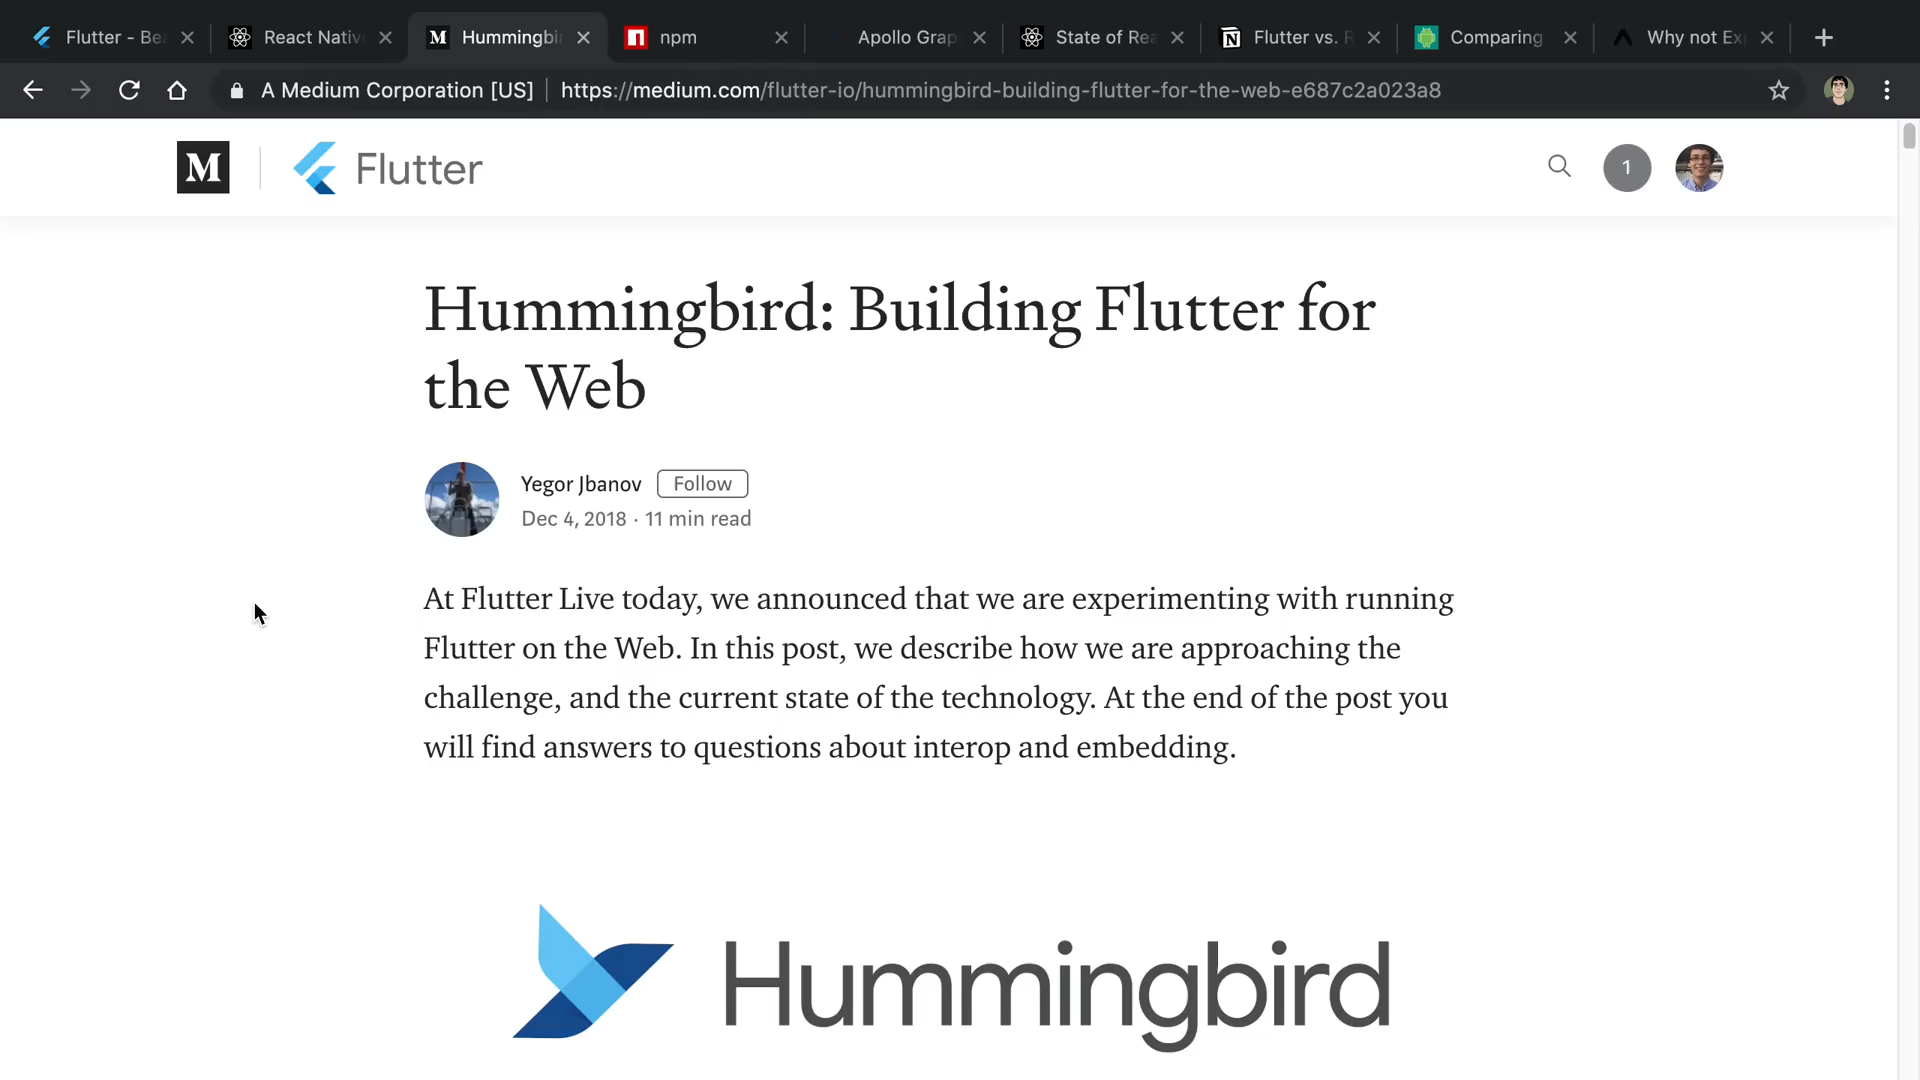 Flutter - Bea
React Nativ
Hummingbir
npm
Apollo Grap
State of Rea
Flutter vs. R
Comparing
Why not Ex
A Medium Corporation [US]
https://medium.com/flutter-io/hummingbird-building-flutter-for-the-web-e687c2a023a8
M
Flutter
1
Hummingbird: Building Flutter for
the Web
Yegor Jbanov
Follow
Dec 4, 2018 · 11 min read
At Flutter Live today, we announced that we are experimenting with running
Flutter on the Web. In this post, we describe how we are approaching the
challenge, and the current state of the technology. At the end of the post you
will find answers to questions about interop and embedding.
Hummingbird